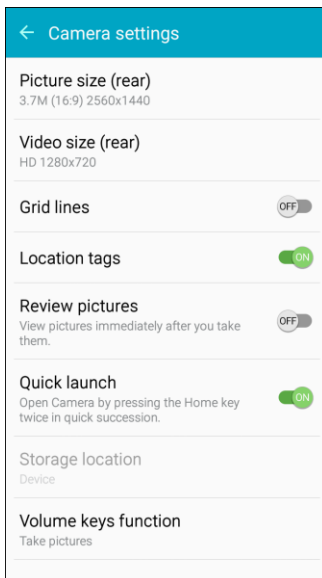 Camera settings
Picture size (rear)
3.7M (16:9) 2560x1440
Video size (rear)
HD 1280x720
Grid lines
OFF
Location tags
ON
Review pictures
View pictures immediately after you take
them.
OFF
Quick launch
Open Camera by pressing the Home key
twice in quick succession.
ON
Storage location
Device
Volume keys function
Take pictures